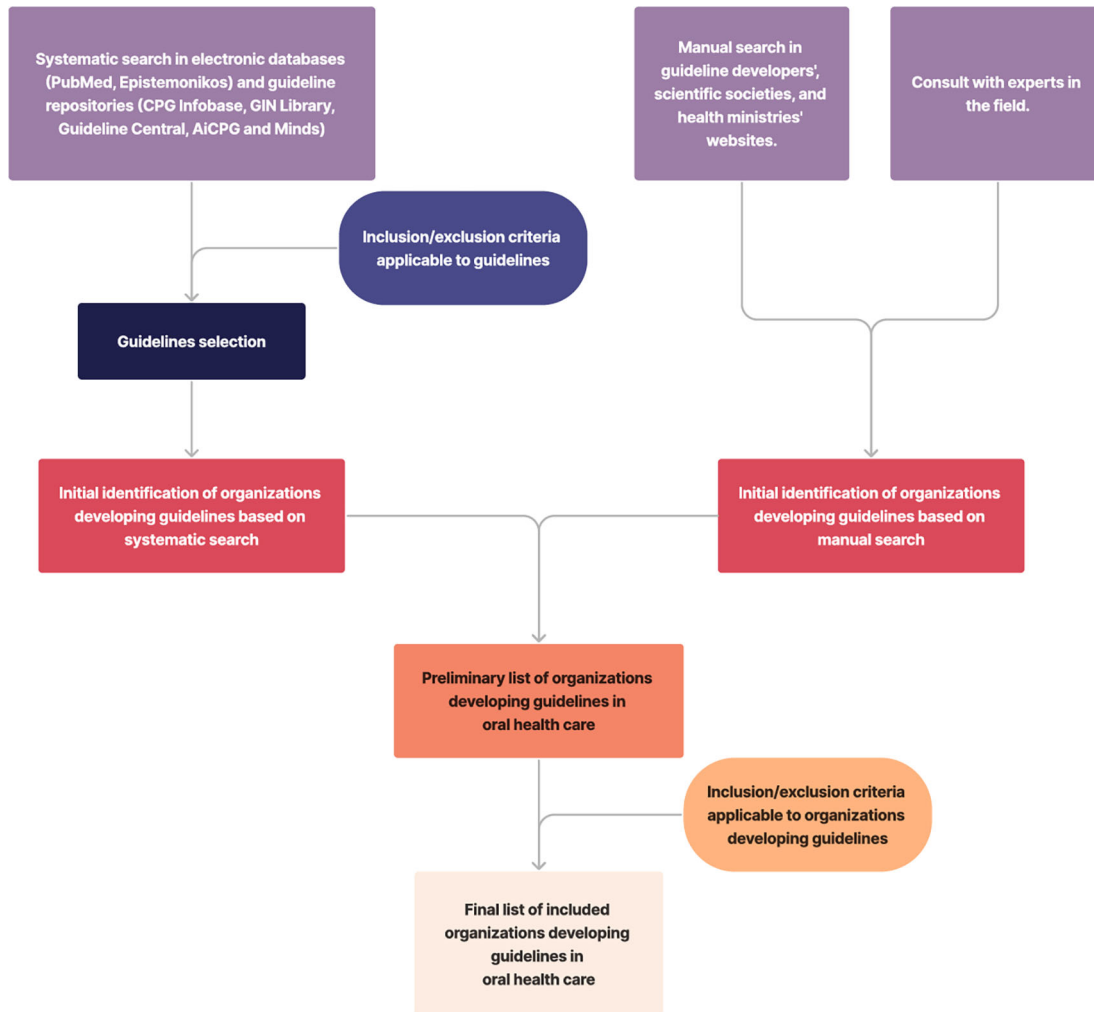 Systematic search in electronic databases
(PubMed, Epistemonikos) and guideline
repositories (CPG Infobase, GIN Library,
Guideline Central, AiCPG and Minds)
Manual search in
guideline developers',
scientific societies, and
health ministries'
websites.
Consult with experts in
the field.
Inclusion/exclusion criteria
applicable to guidelines
Guidelines selection
Initial identification of organizations
developing guidelines based on
systematic search
Initial identification of organizations
developing guidelines based on
manual search
Preliminary list of organizations
developing guidelines in
oral health care
Inclusion/exclusion criteria
applicable to organizations
developing guidelines
Final list of included
organizations developing
guidelines in
oral health care